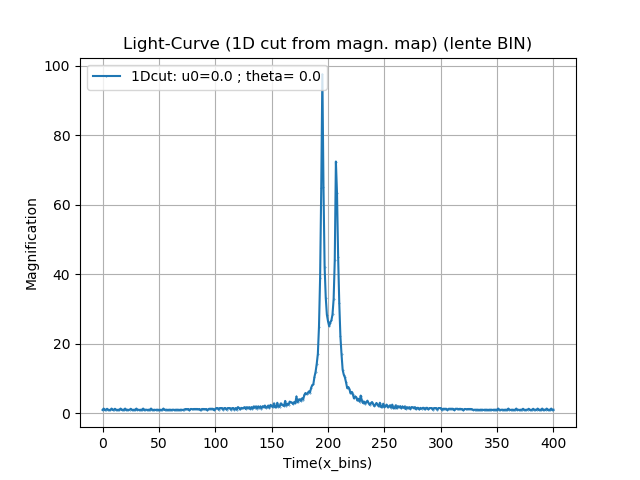 Light-Curve (1D cut from magn. map) (lente BIN)
1Dcut: u0=0.0 ; theta= 0.0
Magnification
100
80
60
40
20
0
0 50 100 150 200 250 300 350 400
Time(x_bins)